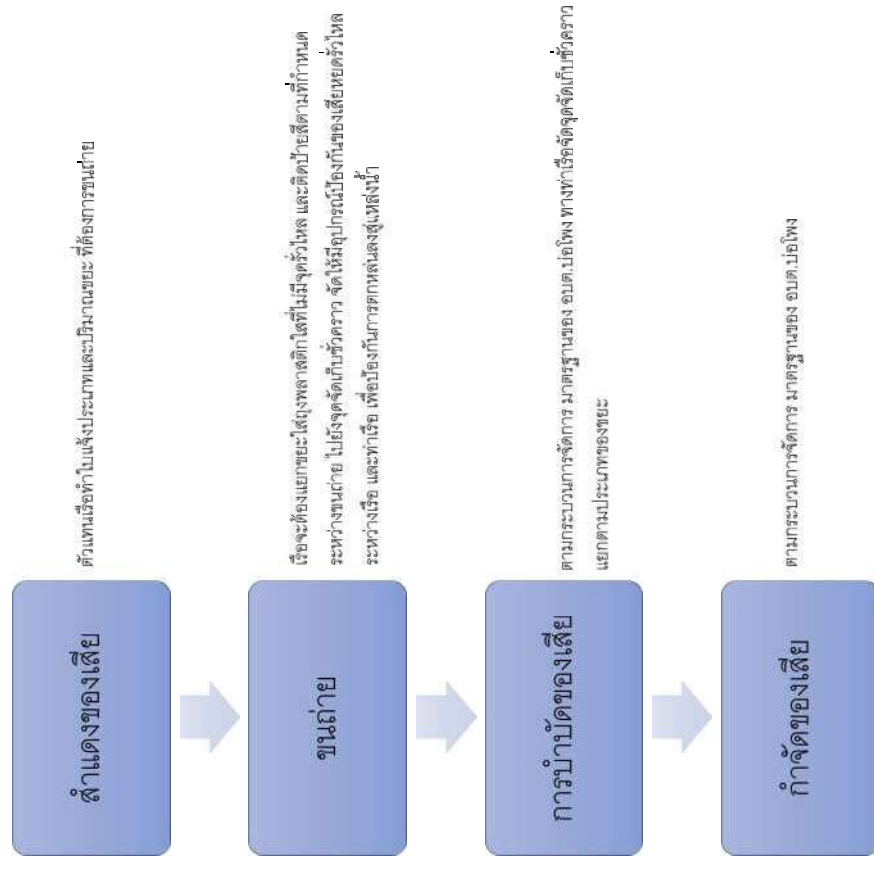 สำแดงของเสีย
ตัวแทนเรือทำใบแจ้งประเภทและปริมาณขยะ ที่ต้องการขนถ่าย
ขนถ่าย
เรือจะต้องแยกขยะใส่ถุงพลาสติกใสที่ไม่มีจุดรั่วไหล และติดป้ายสีตามที่กำหนด
ระหว่างขนถ่าย ไปยังจุดจัดเก็บชั่วคราว จัดให้มีอุปกรณ์ป้องกันของเสียหยดรั่วไหล
ระหว่างเรือ และท่าเรือ เพื่อป้องกันการตกหล่นลงสู่แหล่งน้ำ
การบำบัดของเสีย
ตามกระบวนการจัดการ มาตรฐานของ อบต.บ่อโพง ทางท่าเรือจัดจุดจัดเก็บชั่วคราว
แยกตามประเภทของขยะ
กำจัดของเสีย
ตามกระบวนการจัดการ มาตรฐานของ อบต.บ่อโพง